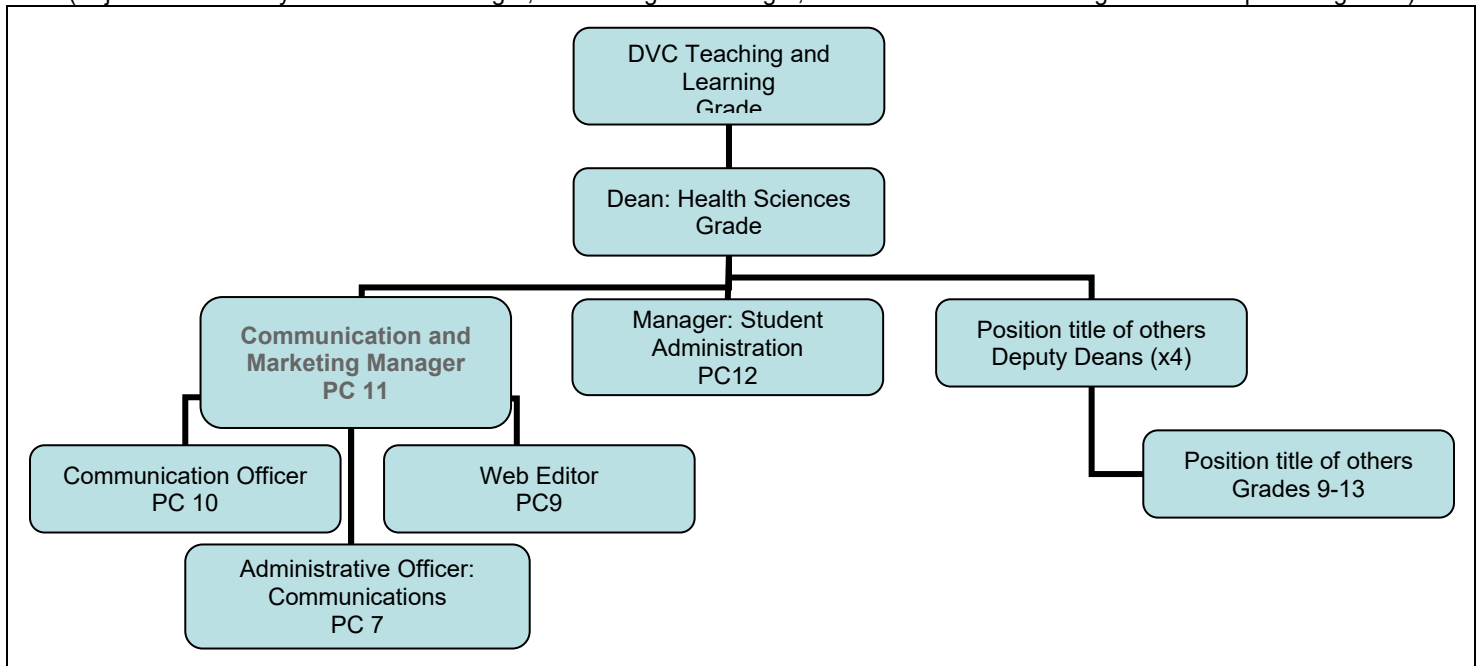 DVC Teaching and
Learning
Grade
Dean: Health Sciences
Grade
Communication and
Marketing Manager
PC 11
Manager: Student
Administration
PC12
Position title of others
Deputy Deans (x4)
Communication Officer
PC 10
Web Editor
PC9
Position title of others
Grades 9-13
Administrative Officer:
Communications
PC 7